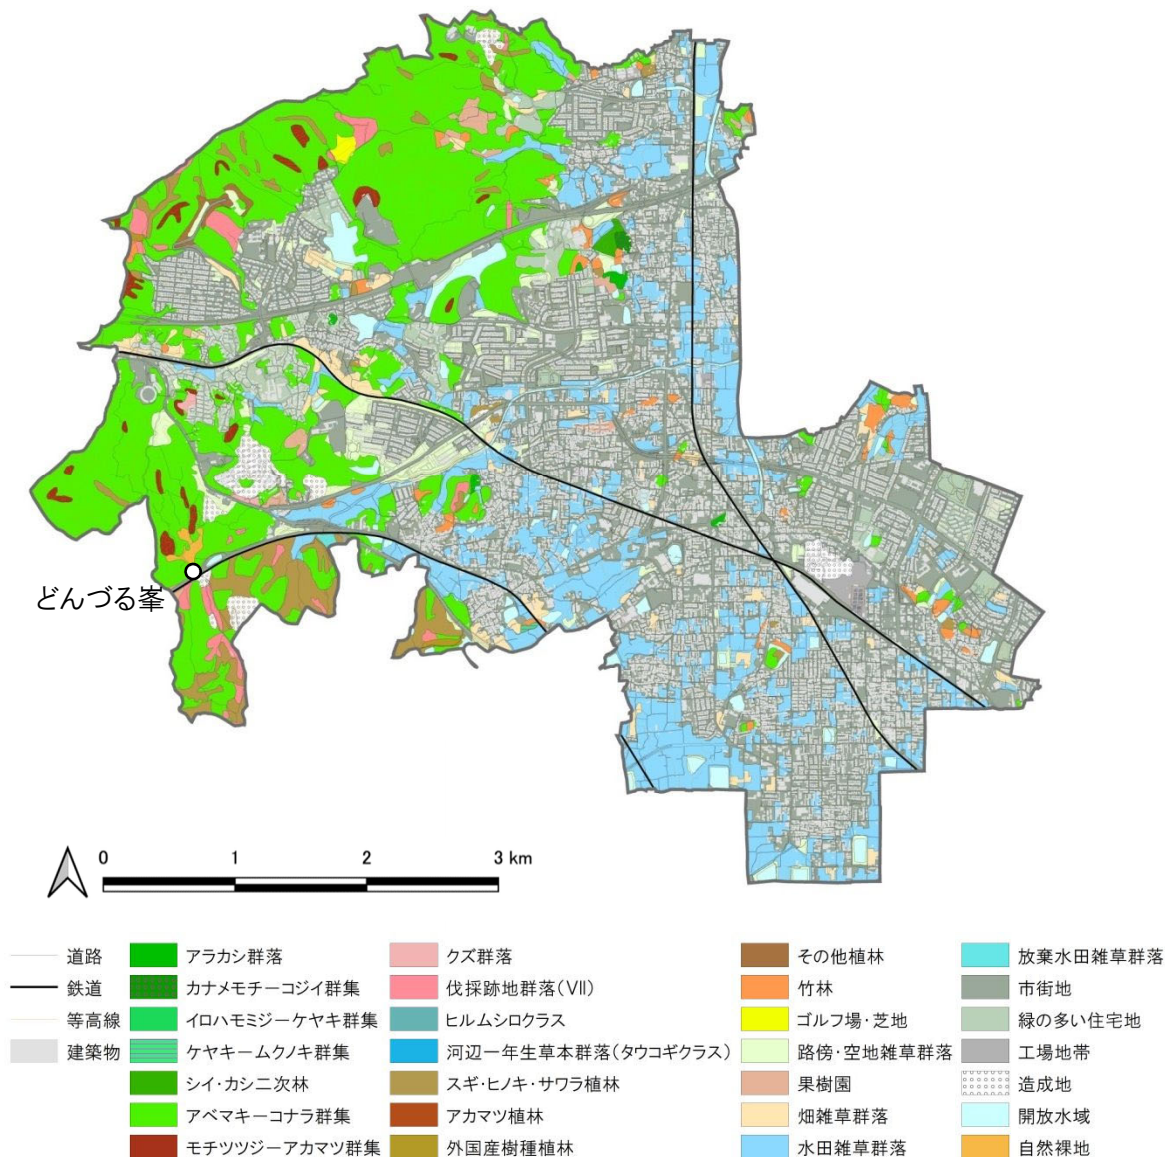 どんづる峯
0 1 2 3 km
道路
鉄道
等高線
建築物
アラカシ群落
カナメモチーコジイ群集
イロハモミジーケヤキ群集
ケヤキームクノキ群集
シイ・カシ二次林
アベマキーコナラ群集
モチツツジーアカマツ群集
クズ群落
伐採跡地群落(Ⅶ)
ヒルムシロクラス
河辺一年生草本群落(タウコギクラス)
スギ・ヒノキ・サワラ植林
アカマツ植林
外国産樹種植林
その他植林
竹林
ゴルフ場・芝地
路傍・空地雑草群落
果樹園
畑雑草群落
水田雑草群落
放棄水田雑草群落
市街地
緑の多い住宅地
工場地帯
造成地
開放水域
自然裸地